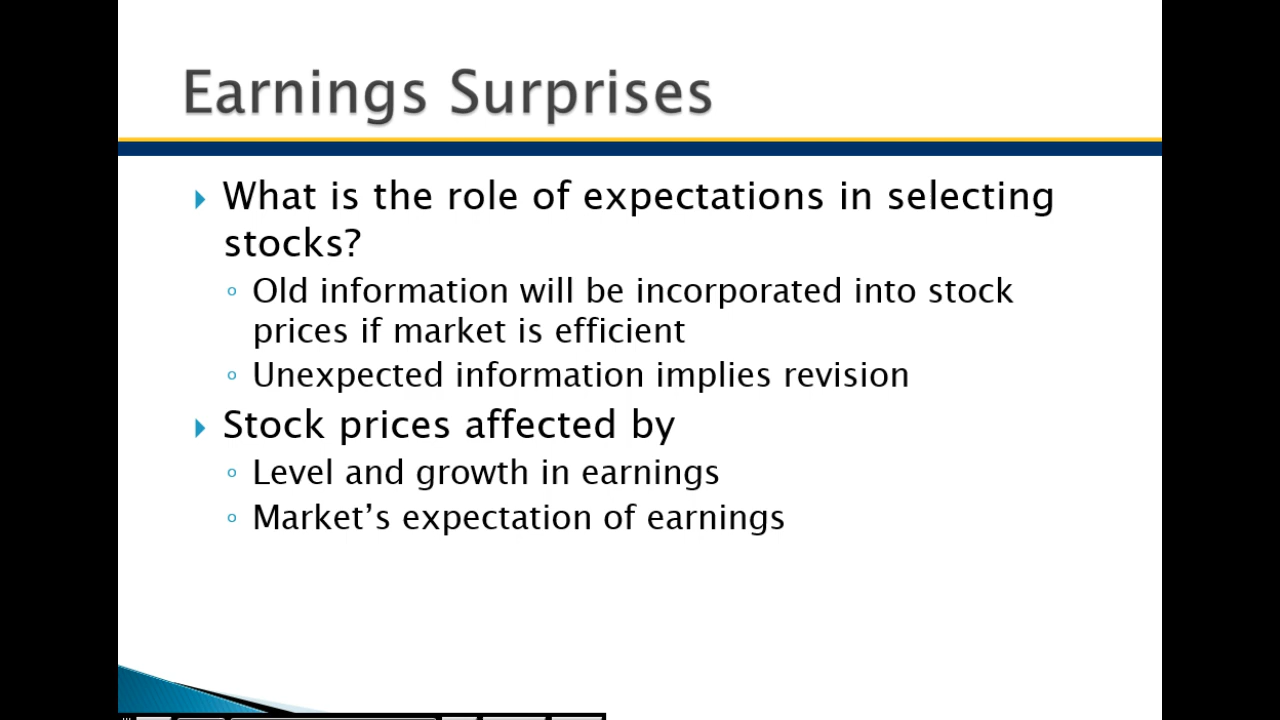 Earnings Surprises
What is the role of expectations in selecting
stocks?
Old information will be incorporated into stock
prices if market is efficient
Unexpected information implies revision
Stock prices affected by
Level and growth in earnings
Market’s expectation of earnings